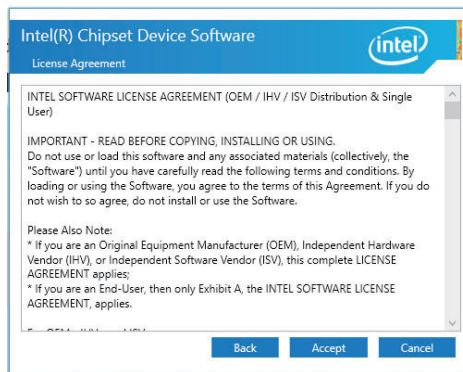 Intel(R) Chipset Device Software
intel
License Agreement
INTEL SOFTWARE LICENSE AGREEMENT (OEM / IHV / ISV Distribution & Single
User)
IMPORTANT - READ BEFORE COPYING, INSTALLING OR USING.
Do not use or load this software and any associated materials (collectively, the
"Software") until you have carefully read the following terms and conditions. By
loading or using the Software, you agree to the terms of this Agreement. If you do
not wish to so agree, do not install or use the Software.
Please Also Note:
* If you are an Original Equipment Manufacturer (OEM), Independent Hardware
Vendor (IHV), or Independent Software Vendor (ISV), this complete LICENSE
AGREEMENT applies;
* If you are an End-User, then only Exhibit A, the INTEL SOFTWARE LICENSE
AGREEMENT, applies.
Back Accept Cancel